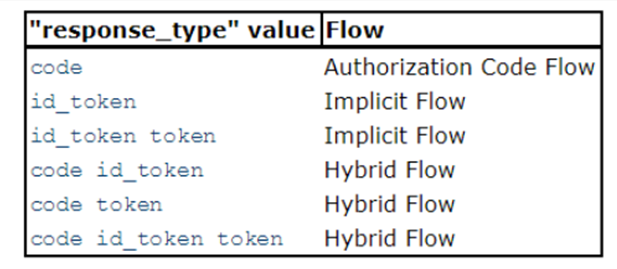 "response_type" value Flow
code Authorization Code Flow
id_token Implicit Flow
id_token token Implicit Flow
code id_token Hybrid Flow
code token Hybrid Flow
code id_token token Hybrid Flow